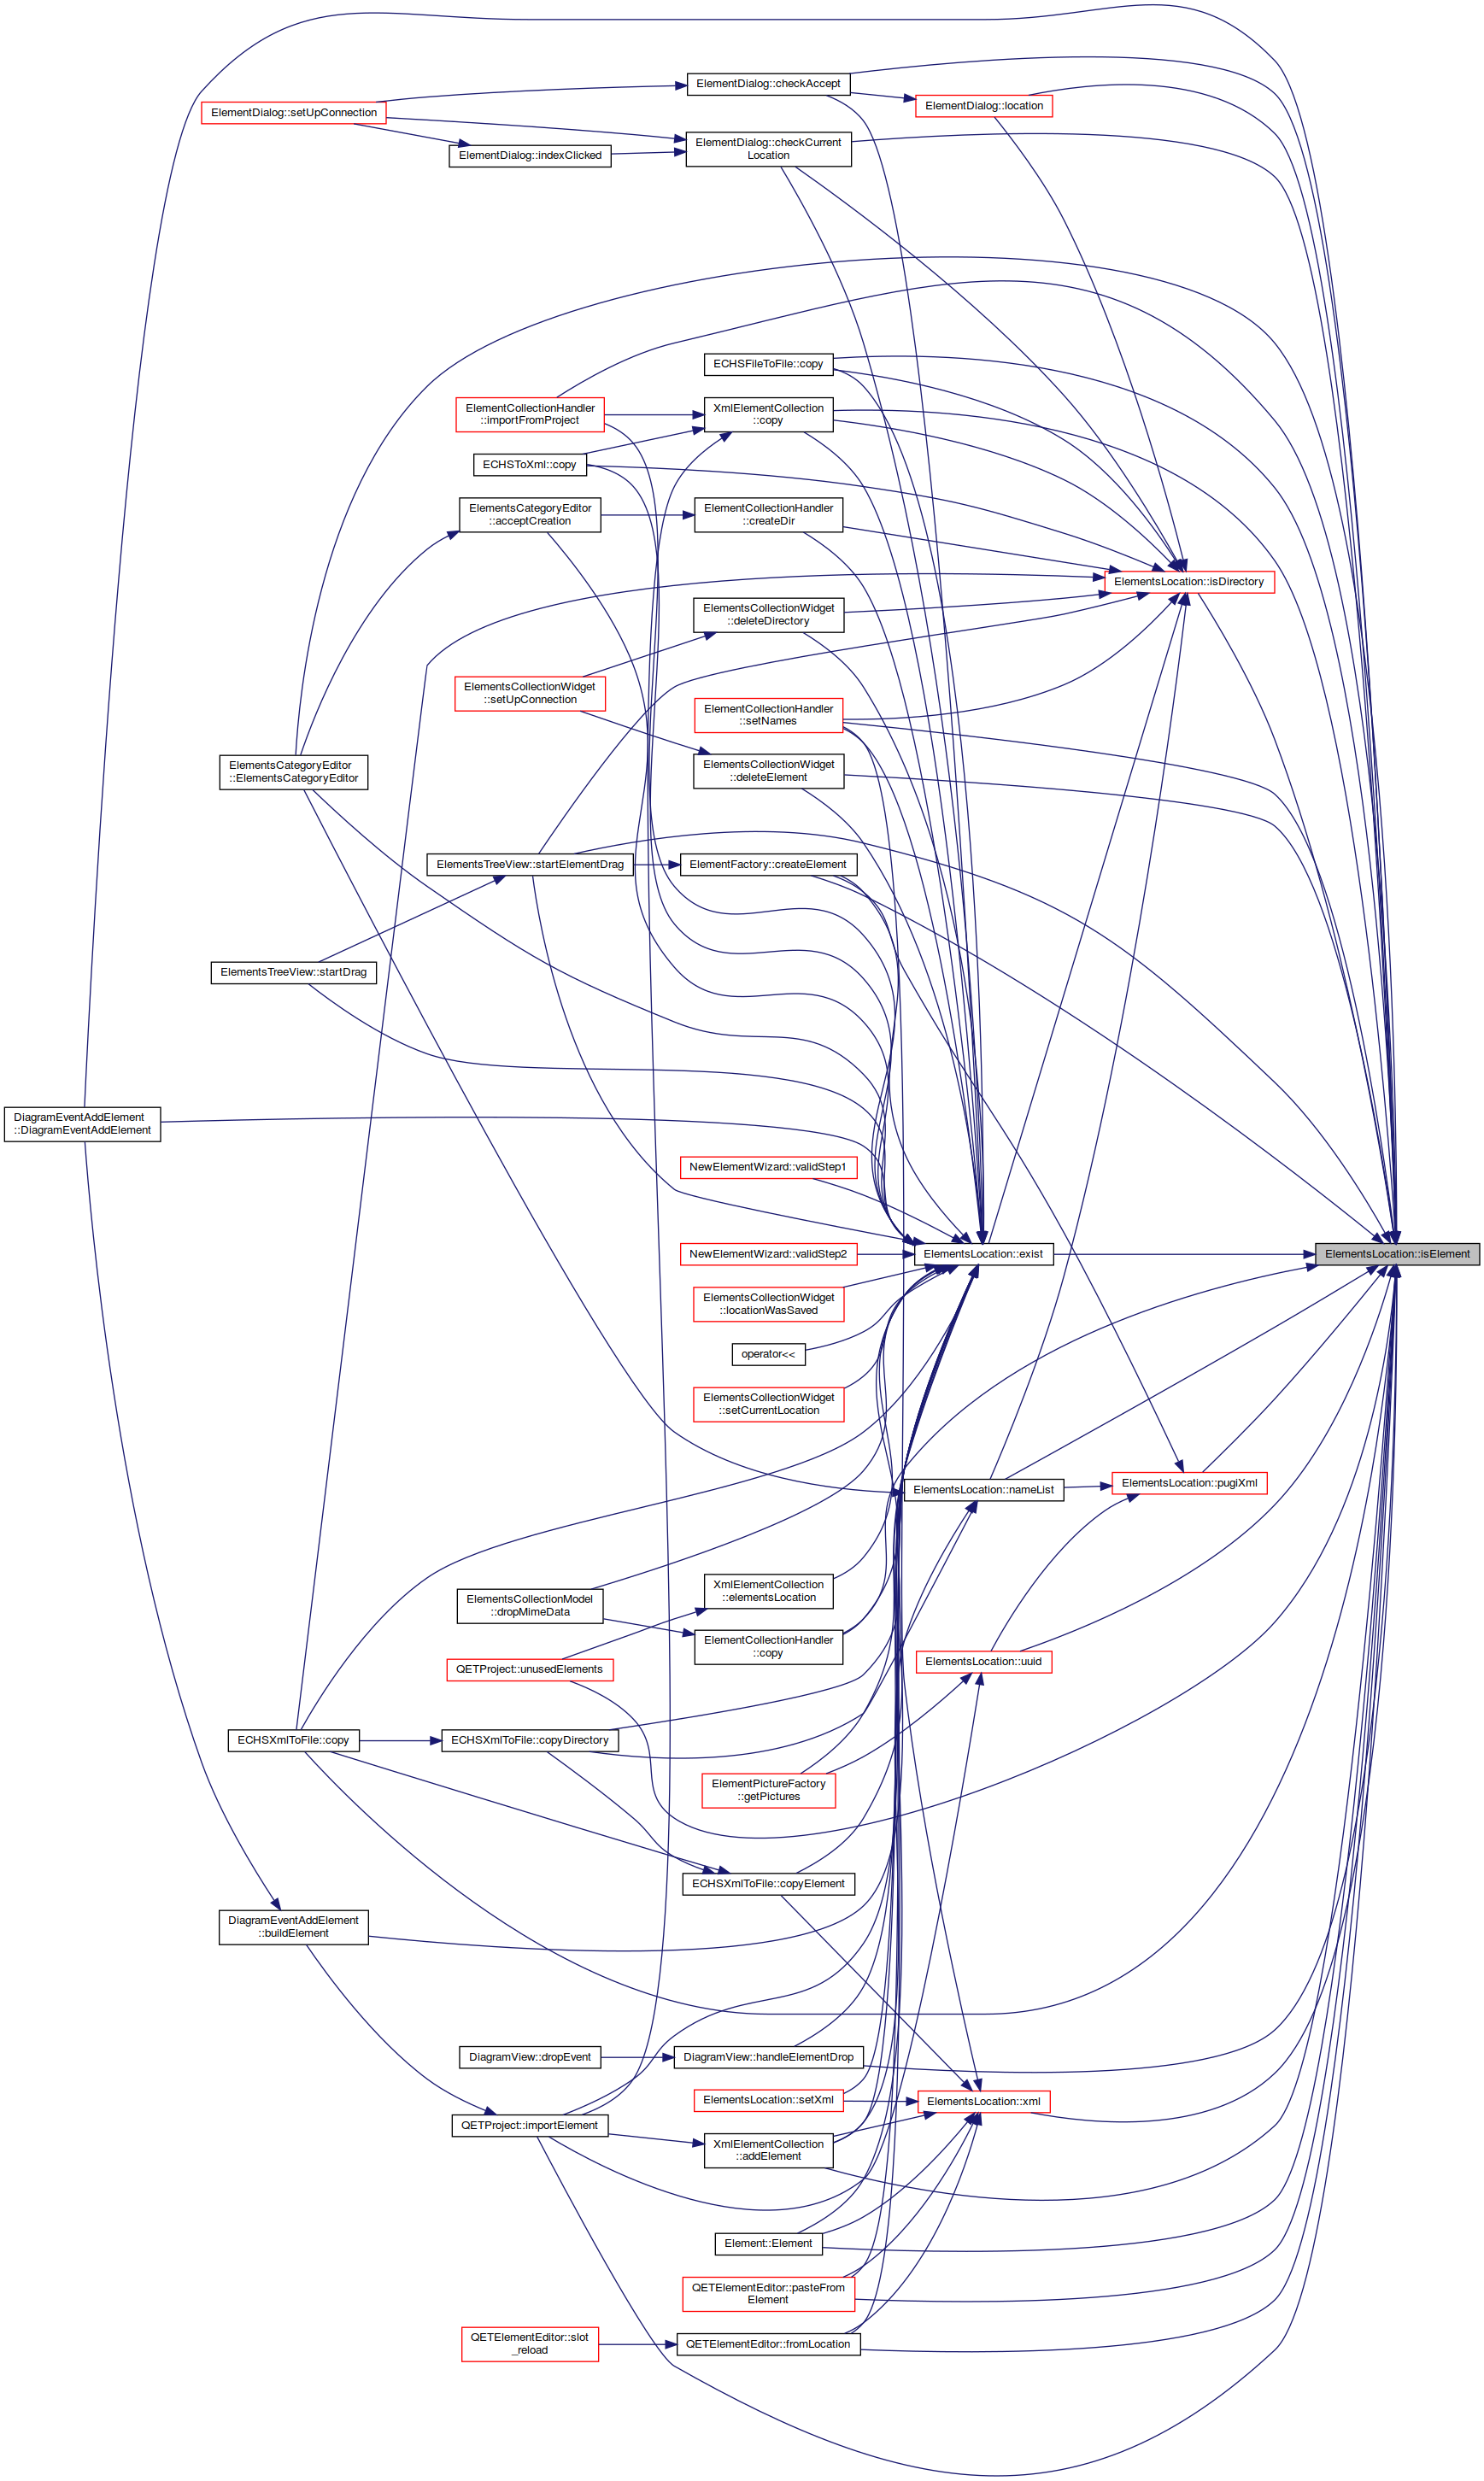 ElementDialog::checkAccept
ElementDialog::location
ElementDialog::setUpConnection
ElementDialog::checkCurrent
Location
ElementDialog::indexClicked
ECHSFileToFile::copy
ElementCollectionHandler
::importFromProject
XmlElementCollection
::copy
ECHSToXml::copy
ElementsCategoryEditor
::acceptCreation
ElementCollectionHandler
::createDir
ElementsLocation::isDirectory
ElementsCollectionWidget
::deleteDirectory
ElementsCollectionWidget
::setUpConnection
ElementCollectionHandler
::setNames
ElementsCategoryEditor
::ElementsCategoryEditor
ElementsCollectionWidget
::deleteElement
ElementsTreeView::startElementDrag
ElementFactory::createElement
ElementsTreeView::startDrag
DiagramEventAddElement
::DiagramEventAddElement
NewElementWizard::validStep1
NewElementWizard::validStep2
ElementsLocation::exist
ElementsLocation::isElement
ElementsCollectionWidget
::locationWasSaved
operator<<
ElementsCollectionWidget
::setCurrentLocation
ElementsLocation::pugiXml
ElementsLocation::nameList
XmlElementCollection
::elementsLocation
ElementsCollectionModel
::dropMimeData
ElementCollectionHandler
::copy
QETProject::unusedElements
ElementsLocation::uuid
ECHSXmlToFile::copy
ECHSXmlToFile::copyDirectory
ElementPictureFactory
::getPictures
ECHSXmlToFile::copyElement
DiagramEventAddElement
::buildElement
DiagramView::dropEvent
DiagramView::handleElementDrop
ElementsLocation::setXml
ElementsLocation::xml
QETProject::importElement
XmlElementCollection
::addElement
Element::Element
QETElementEditor::pasteFrom
Element
QETElementEditor::slot
_reload
QETElementEditor::fromLocation